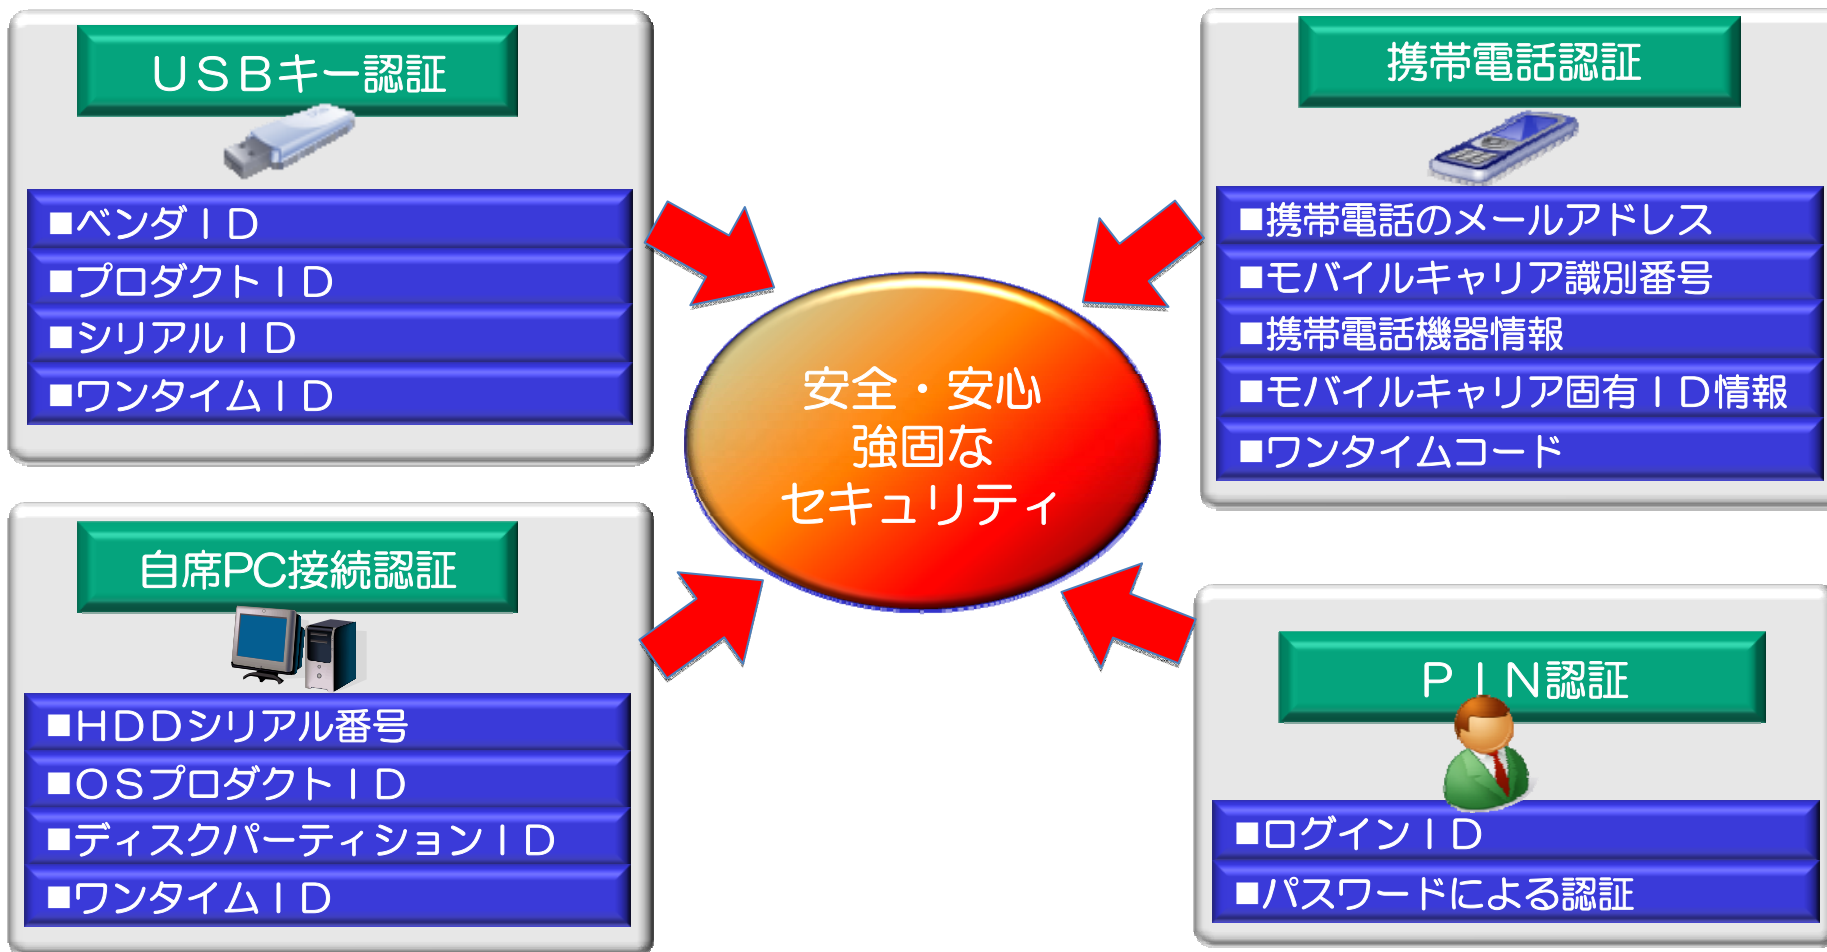 ＵＳＢキー認証
■ベンダＩＤ
■プロダクトＩＤ
■シリアルＩＤ
■ワンタイムＩＤ
携帯電話認証
■携帯電話のメールアドレス
■モバイルキャリア識別番号
■携帯電話機器情報
■モバイルキャリア固有ＩＤ情報
■ワンタイムコード
安全・安心
強固な
セキュリティ
自席PC接続認証
■ＨＤＤシリアル番号
■ＯＳプロダクトＩＤ
■ディスクパーティションＩＤ
■ワンタイムＩＤ
ＰＩＮ認証
■ログインＩＤ
■パスワードによる認証